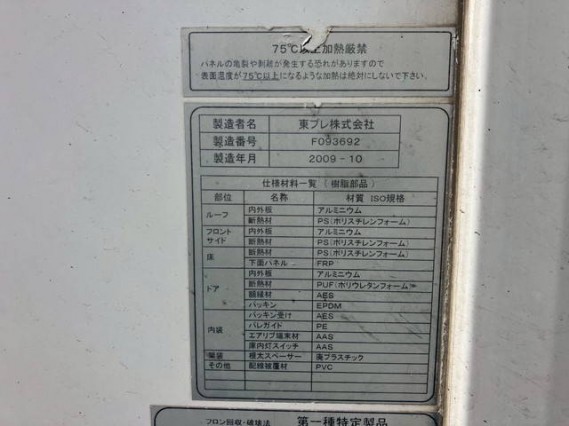 75℃以上加熱厳禁
パネルの亀裂や剥離が発生する恐れがありますので
表面温度が75℃以上になるような加熱は絶対にしないで下さい。
製造者名 東プレ株式会社
製造番号 F093692
製造年月 2009-10
仕様材料一覧（樹脂部品）
部位 名称 材質 ISO規格
ルーフ 内外板 アルミニウム
断熱材 PS(ポリスチレンフォーム)
フロント サイド 内外板 アルミニウム
断熱材 PS(ポリスチレンフォーム)
床 断熱材 PS(ポリスチレンフォーム)
下面パネル FRP
ドア 内外板 アルミニウム
断熱材 PUF(ポリウレタンフォーム)
額縁材 AES
パッキン EPDM
内装 パッキン受け AES
バレガイド PE
エアリブ端末材 AAS
庫内灯スイッチ AAS
艤装 根太スペーサー 廃プラスチック
その他 配線被覆材 PVC
フロン回収・破壊法 第一種特定製品